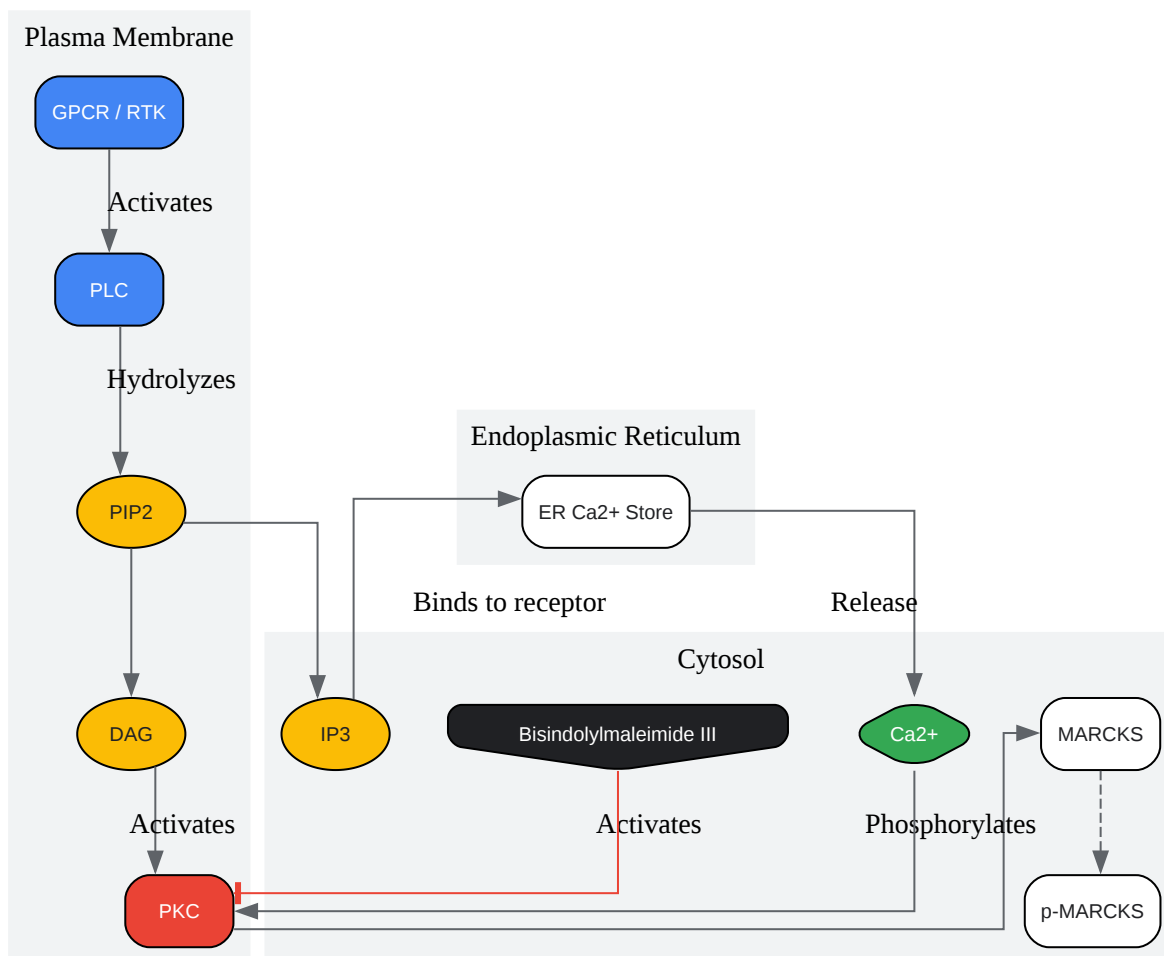 Plasma Membrane
GPCR / RTK
Activates
PLC
Hydrolyzes
Endoplasmic Reticulum
PIP2
ER Ca2+ Store
Binds to receptor
Release
Cytosol
DAG
IP3
Bisindolylmaleimide III
Ca2+
MARCKS
Activates
Activates
Phosphorylates
PKC
p-MARCKS